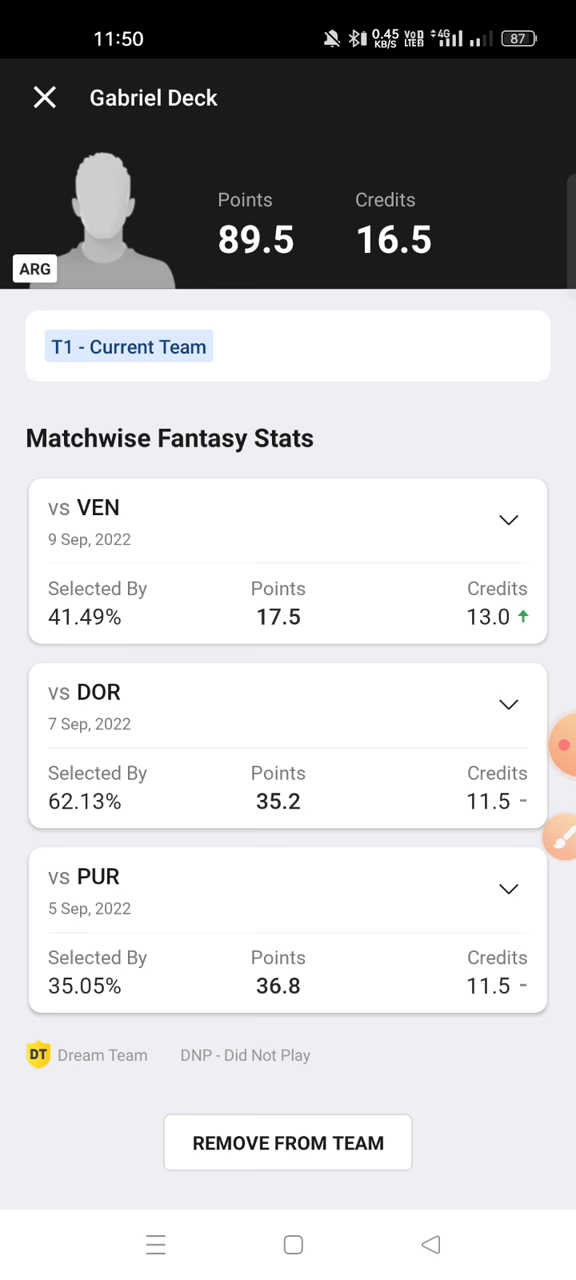 11:50
0.45 KB/S
Vo LTE 2
4G
87
Gabriel Deck
Points
Credits
89.5
16.5
ARG
T1 - Current Team
Matchwise Fantasy Stats
vs VEN
9 Sep, 2022
Selected By
Points
Credits
41.49%
17.5
13.0
vs DOR
7 Sep, 2022
Selected By
Points
Credits
62.13%
35.2
11.5 -
vs PUR
5 Sep, 2022
Selected By
Points
Credits
35.05%
36.8
11.5 -
DT Dream Team
DNP - Did Not Play
REMOVE FROM TEAM